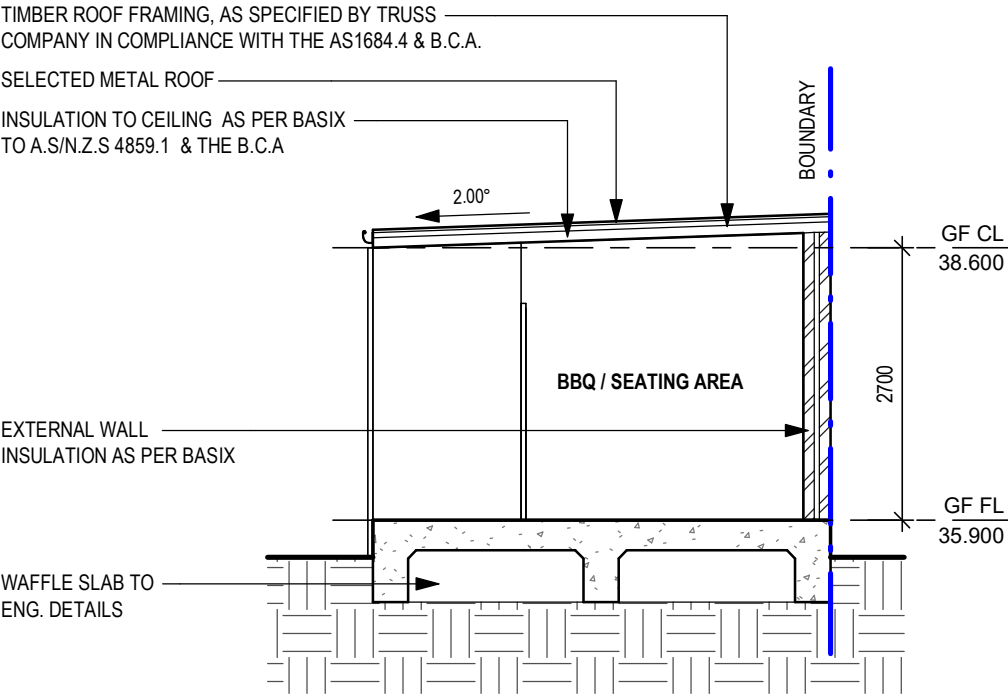 TIMBER ROOF FRAMING, AS SPECIFIED BY TRUSS
COMPANY IN COMPLIANCE WITH THE AS1684.4 & B.C.A.
SELECTED METAL ROOF
INSULATION TO CEILING AS PER BASIX
TO A.S/N.Z.S 4859.1 & THE B.C.A
BOUNDARY
2.00°
GF CL
38.600
BBQ / SEATING AREA
2700
EXTERNAL WALL
INSULATION AS PER BASIX
GF FL
35.900
WAFFLE SLAB TO
ENG. DETAILS